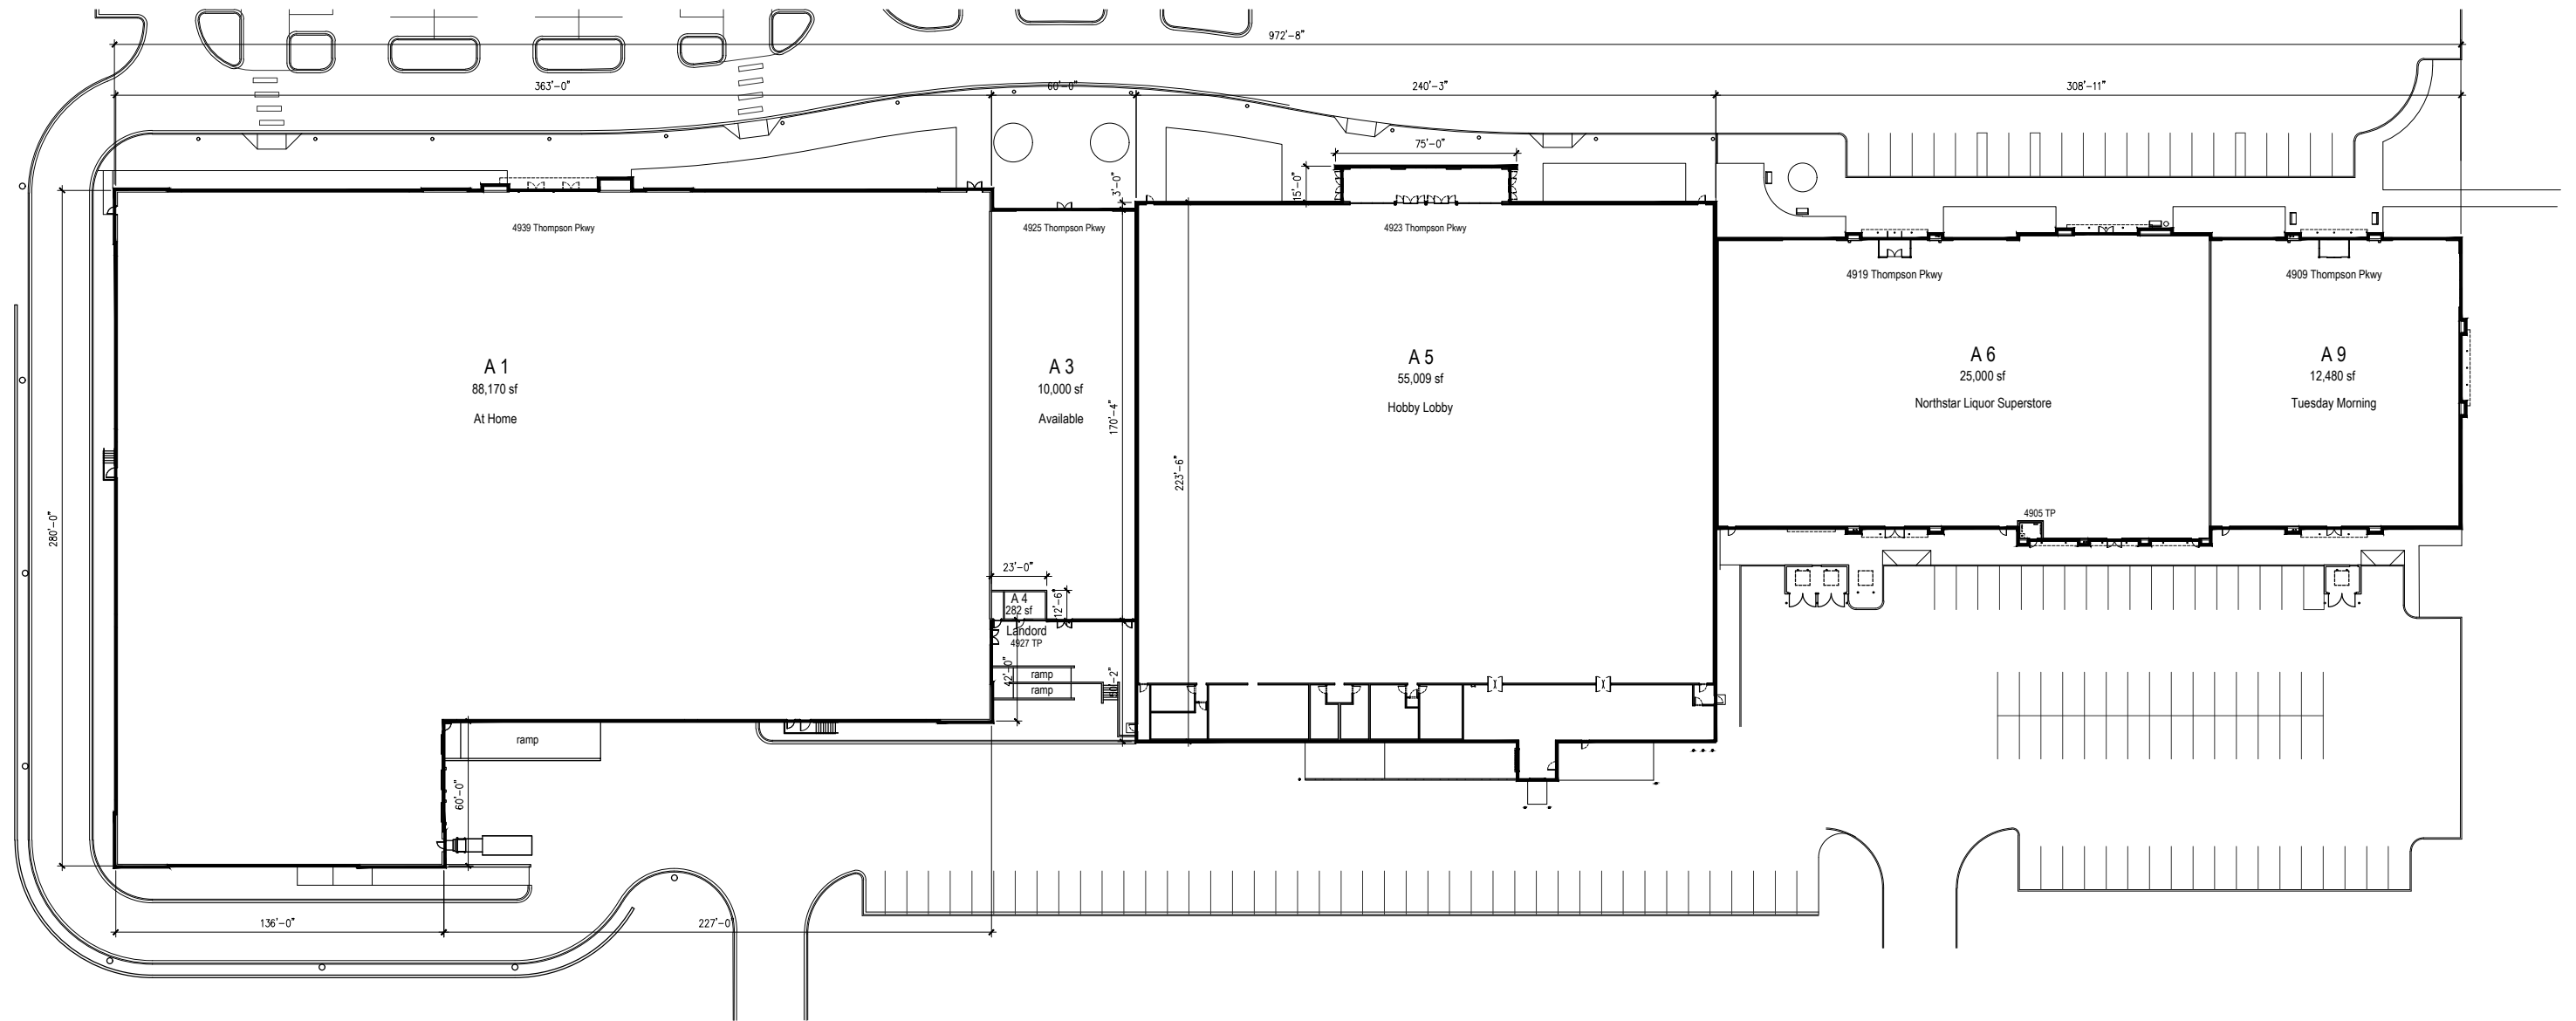 972'-8"
363'-0"
60'-0"
240'-3"
308'-11"
75'-0"
15'-0"
3'-0"
4939 Thompson Pkwy
4925 Thompson Pkwy
4923 Thompson Pkwy
4919 Thompson Pkwy
4909 Thompson Pkwy
A 1
88,170 sf
At Home
A 3
10,000 sf
Available
A 5
55,009 sf
Hobby Lobby
A 6
25,000 sf
Northstar Liquor Superstore
A 9
12,480 sf
Tuesday Morning
170'-4"
223'-6"
280'-0"
4905 TP
23'-0"
A 4
282 sf
12'-6"
Landord
4927 TP
42'-0"
ramp
ramp
ramp
60'-0"
136'-0"
227'-0"